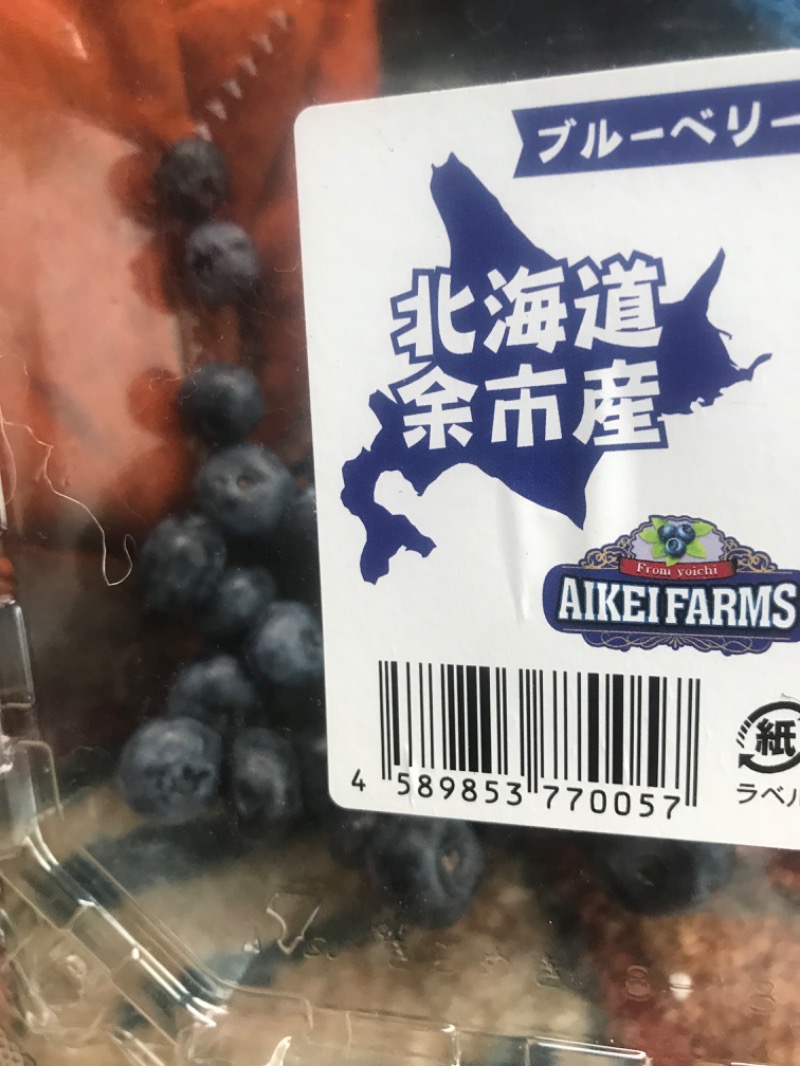 ブルーベリー
北海道
余市産
From yoichi
AIKEI FARMS
4 589853 770057
紙
ラベル